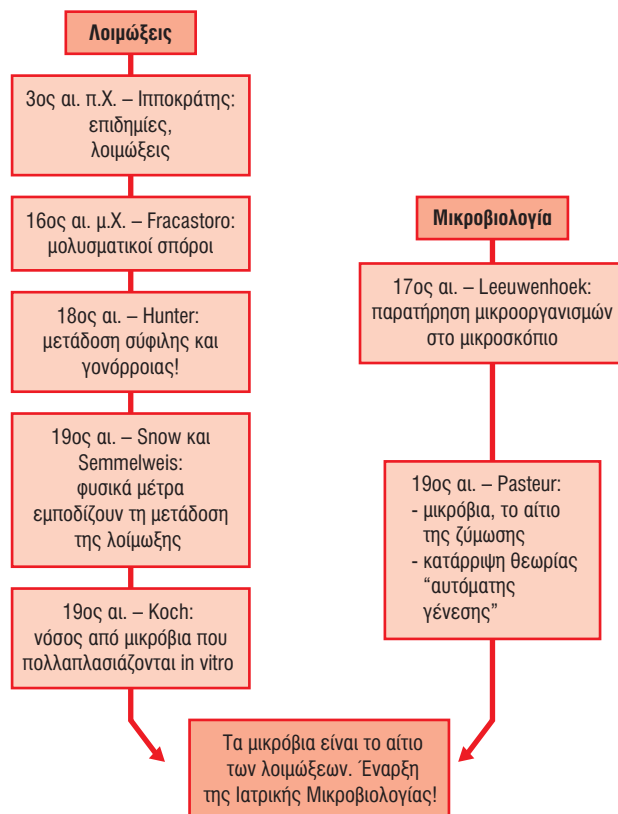 Λοιμώξεις
3ος αι. π.Χ. – Ιπποκράτης:
επιδημίες,
λοιμώξεις
16ος αι. μ.Χ. – Fracastoro:
μολυσματικοί σπόροι
18ος αι. – Hunter:
μετάδοση σύφιλης και
γονόρροιας!
19ος αι. – Snow και
Semmelweis:
φυσικά μέτρα
εμποδίζουν τη μετάδοση
της λοίμωξης
19ος αι. – Koch:
νόσος από μικρόβια που
πολλαπλασιάζονται in vitro
Μικροβιολογία
17ος αι. – Leeuwenhoek:
παρατήρηση μικροοργανισμών
στο μικροσκόπιο
19ος αι. – Pasteur:
- μικρόβια, το αίτιο
της ζύμωσης
- κατάρριψη θεωρίας
“αυτόματης
γένεσης”
Τα μικρόβια είναι το αίτιο
των λοιμώξεων. Έναρξη
της Ιατρικής Μικροβιολογίας!